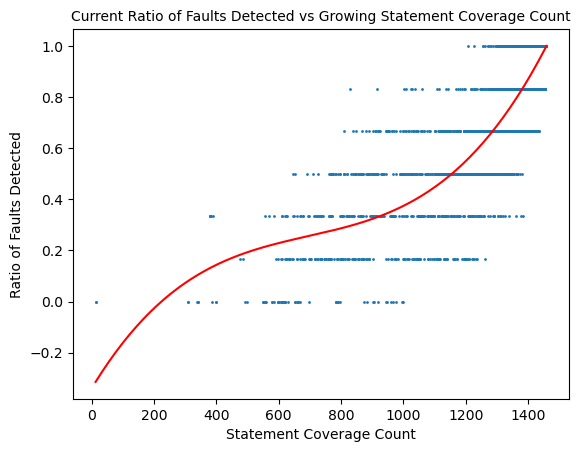 Current Ratio of Faults Detected vs Growing Statement Coverage Count
Ratio of Faults Detected
1.0
0.8
0.6
0.4
0.2
0.0
−0.2
0 200 400 600 800 1000 1200 1400
Statement Coverage Count